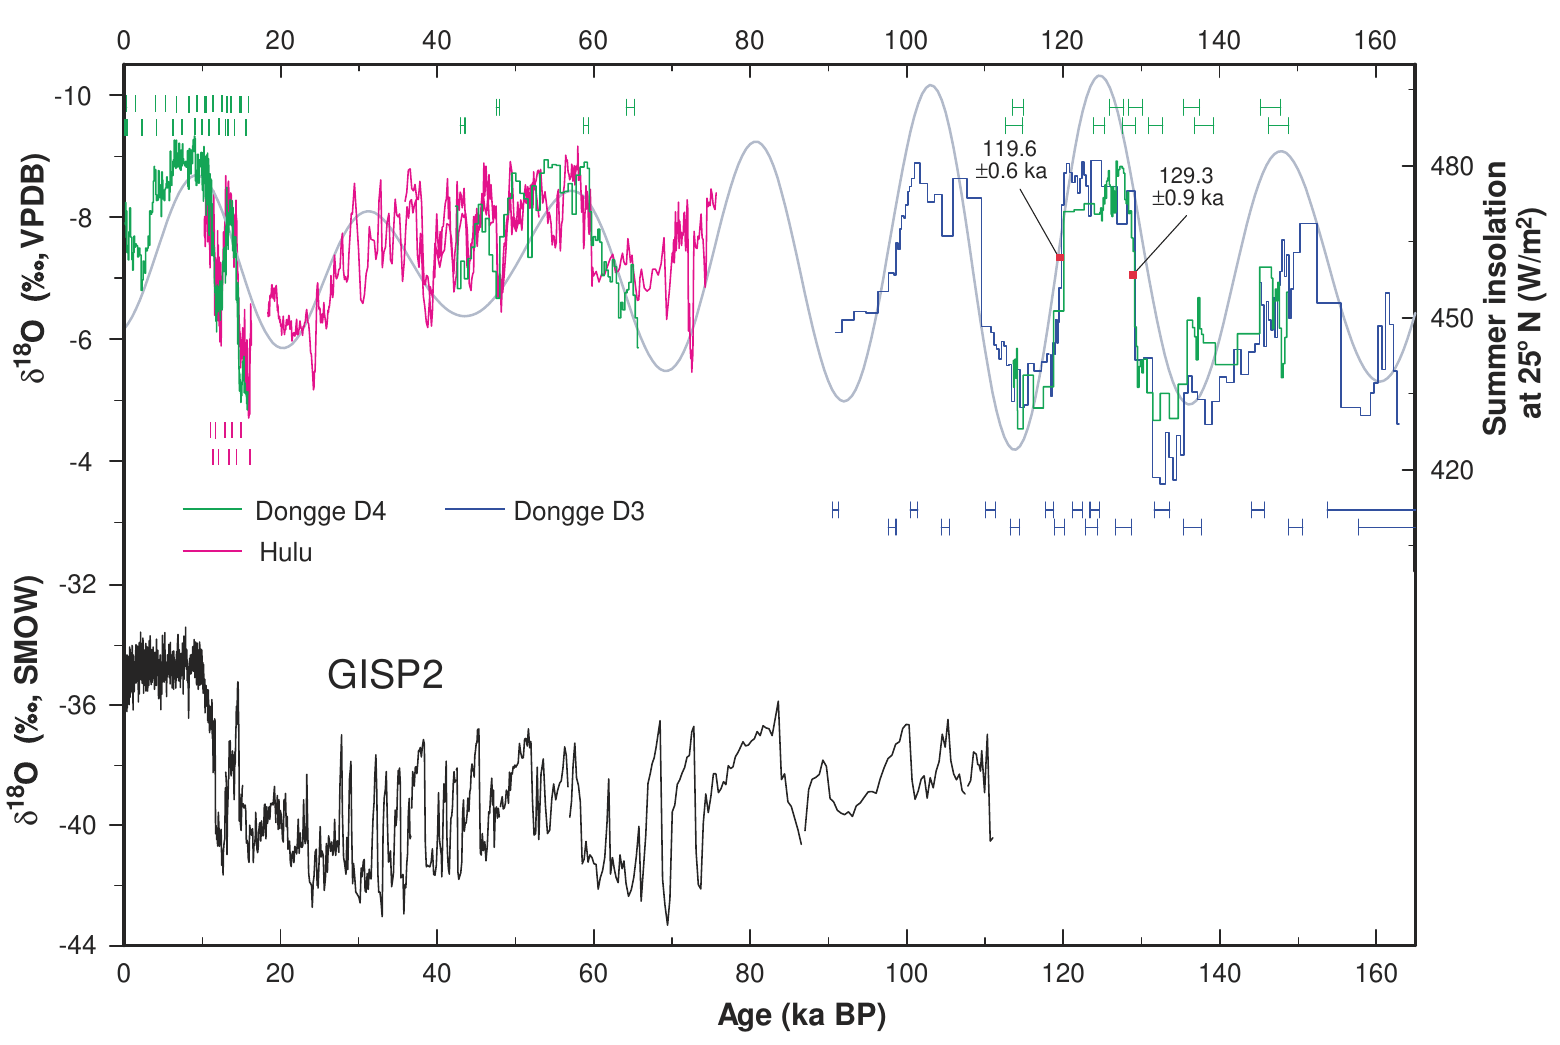 0 20 40 60 80 100 120 140 160
-10
-8
-6
-4
δ18O (‰, VPDB)
480
450
420
Summer insolation
at 25° N (W/m2)
119.6
±0.6 ka
129.3
±0.9 ka
Dongge D4
Dongge D3
Hulu
-32
-36
-40
-44
δ18O (‰, SMOW)
GISP2
0 20 40 60 80 100 120 140 160
Age (ka BP)